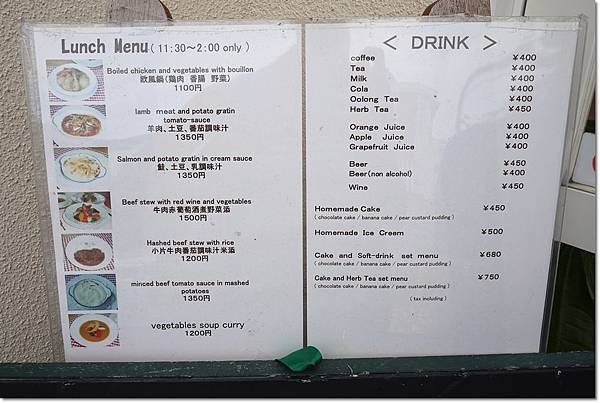 Lunch Menu ( 11:30～2:00 only )
Boiled chicken and vegetables with bouillon
欧風鍋（鶏肉 香腸 野菜）
1100円
lamb meat and potato gratin
tomato-sauce
羊肉、土豆、番茄調味汁
1350円
Salmon and potato gratin in cream sauce
鮭、土豆、乳調味汁
1350円
Beef stew with red wine and vegetables
牛肉赤葡萄酒煮野菜添
1500円
Hashed beef stew with rice
小片牛肉番茄調味汁米添
1200円
minced beef tomato sauce in mashed
potatoes
1350円
vegetables soup curry
1200円
＜ DRINK ＞
coffee ¥400
Tea ¥400
Milk ¥400
Cola ¥400
Oolong Tea ¥400
Herb Tea ¥450
Orange Juice ¥400
Apple Juice ¥400
Grapefruit Juice ¥400
Beer ¥450
Beer(non alcohol) ¥400
Wine ¥450
Homemade Cake ¥450
( chocolate cake / banana cake / pear custard pudding )
Homemade Ice Creem ¥500
Cake and Soft-drink set menu ¥680
( chocolate cake / banana cake / pear custard pudding )
Cake and Herb Tea set menu ¥750
( chocolate cake / banana cake / pear custard pudding )
( tax including )